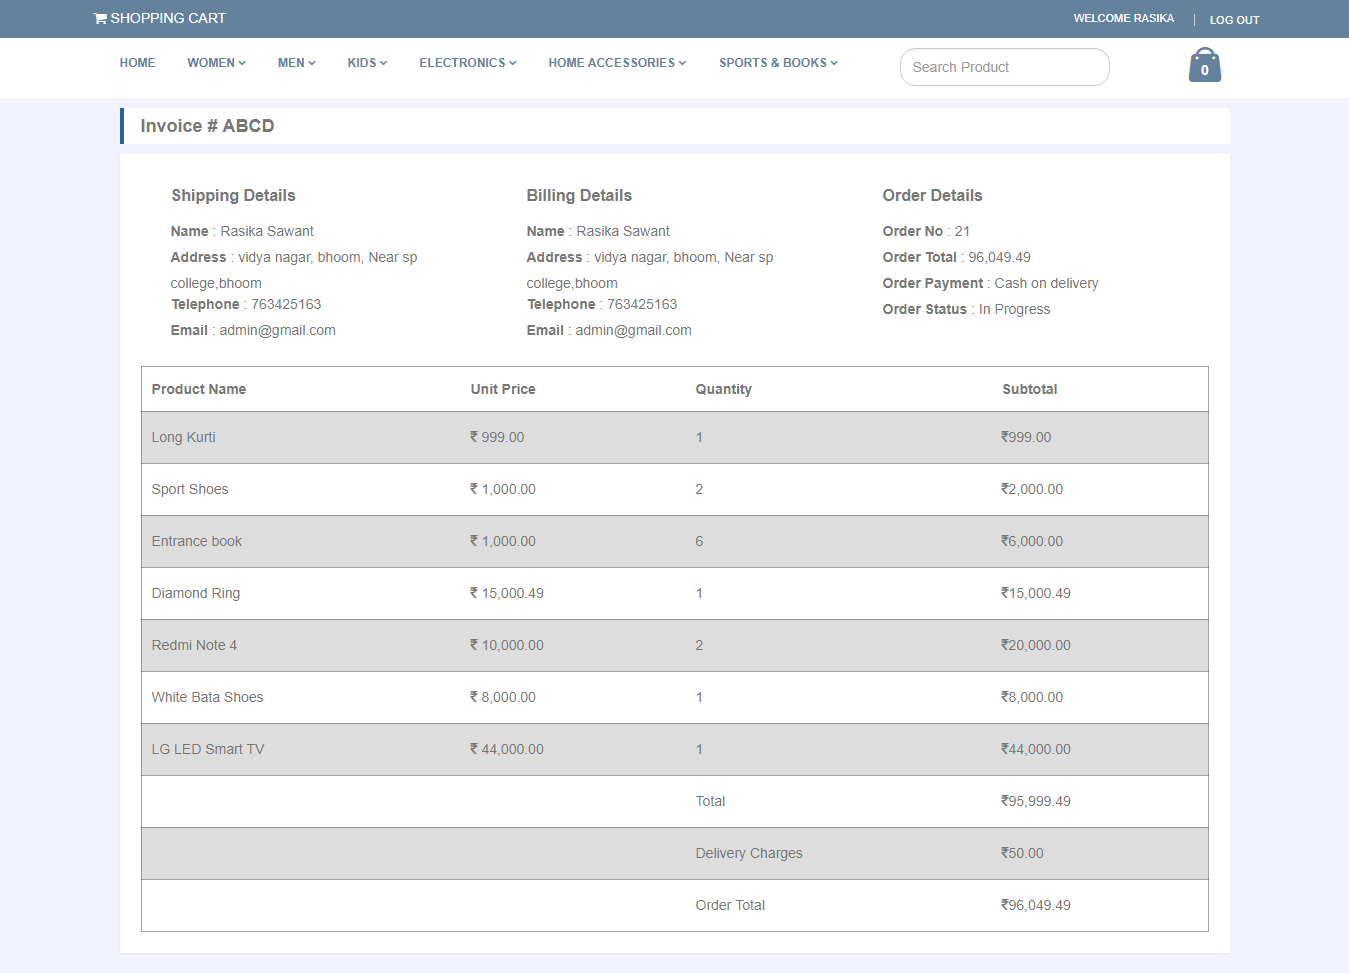 SHOPPING CART WELCOME RASIKA | LOG OUT
HOME WOMEN MEN KIDS ELECTRONICS HOME ACCESSORIES SPORTS & BOOKS Search Product 0
Invoice # ABCD
Shipping Details
Name : Rasika Sawant
Address : vidya nagar, bhoom, Near sp
college,bhoom
Telephone : 763425163
Email : admin@gmail.com
Billing Details
Name : Rasika Sawant
Address : vidya nagar, bhoom, Near sp
college,bhoom
Telephone : 763425163
Email : admin@gmail.com
Order Details
Order No : 21
Order Total : 96,049.49
Order Payment : Cash on delivery
Order Status : In Progress
Product Name Unit Price Quantity Subtotal
Long Kurti ₹ 999.00 1 ₹999.00
Sport Shoes ₹ 1,000.00 2 ₹2,000.00
Entrance book ₹ 1,000.00 6 ₹6,000.00
Diamond Ring ₹ 15,000.49 1 ₹15,000.49
Redmi Note 4 ₹ 10,000.00 2 ₹20,000.00
White Bata Shoes ₹ 8,000.00 1 ₹8,000.00
LG LED Smart TV ₹ 44,000.00 1 ₹44,000.00
Total ₹95,999.49
Delivery Charges ₹50.00
Order Total ₹96,049.49